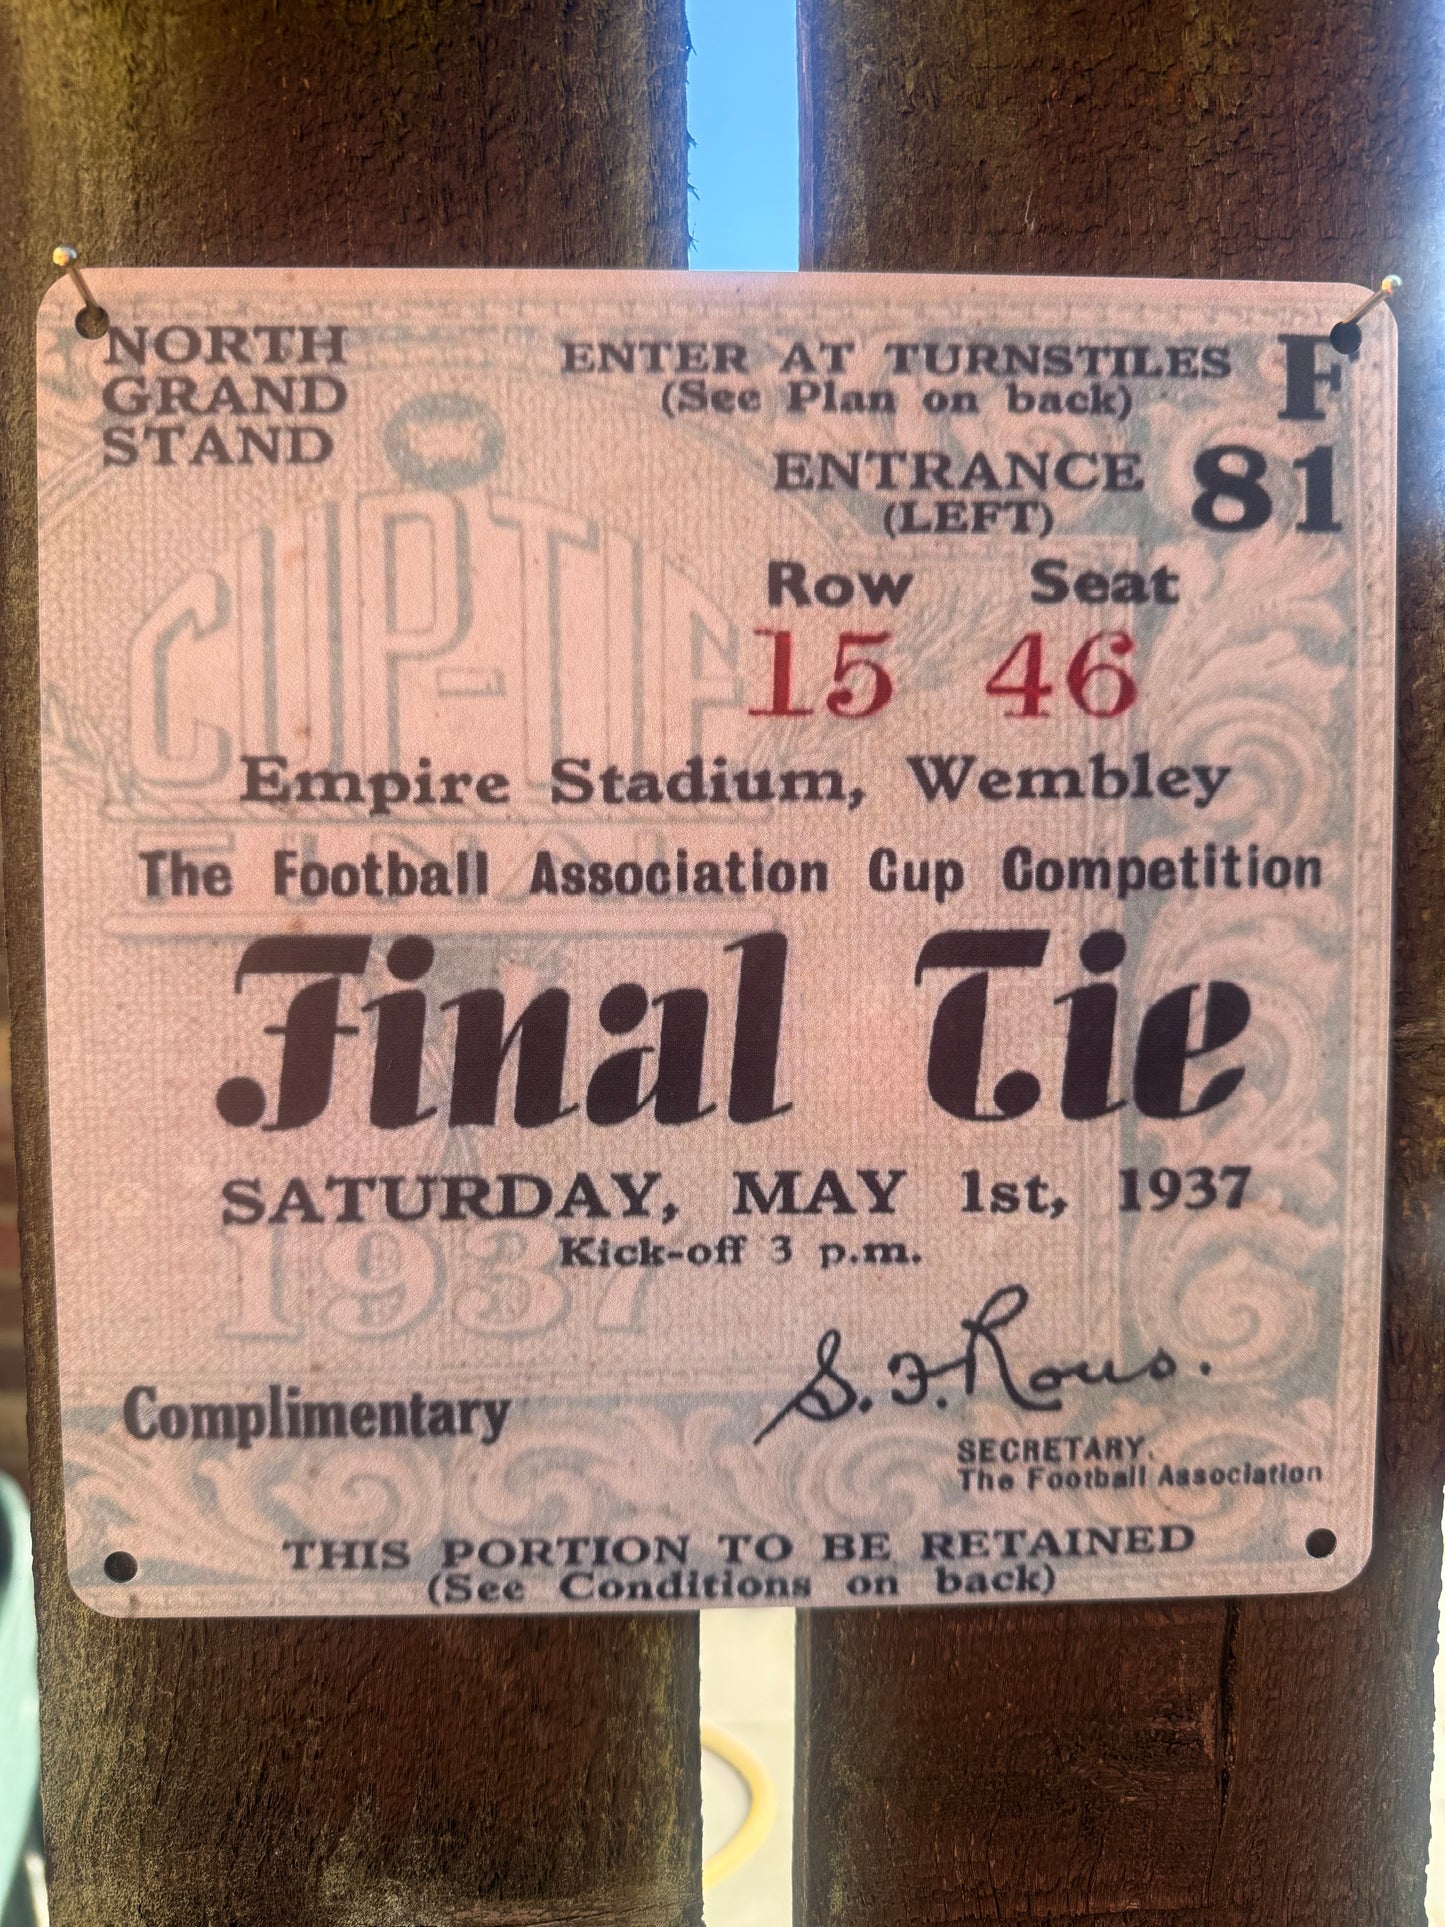 NORTH
GRAND
STAND
ENTER AT TURNSTILES F
(See Plan on back)
ENTRANCE 81
(LEFT)
Row Seat
15 46
CUP-TIE
Empire Stadium, Wembley
FINAL
The Football Association Cup Competition
Final Tie
SATURDAY, MAY 1st, 1937
Kick-off 3 p.m.
1937
S. F. Rous.
Complimentary
SECRETARY.
The Football Association
THIS PORTION TO BE RETAINED
(See Conditions on back)